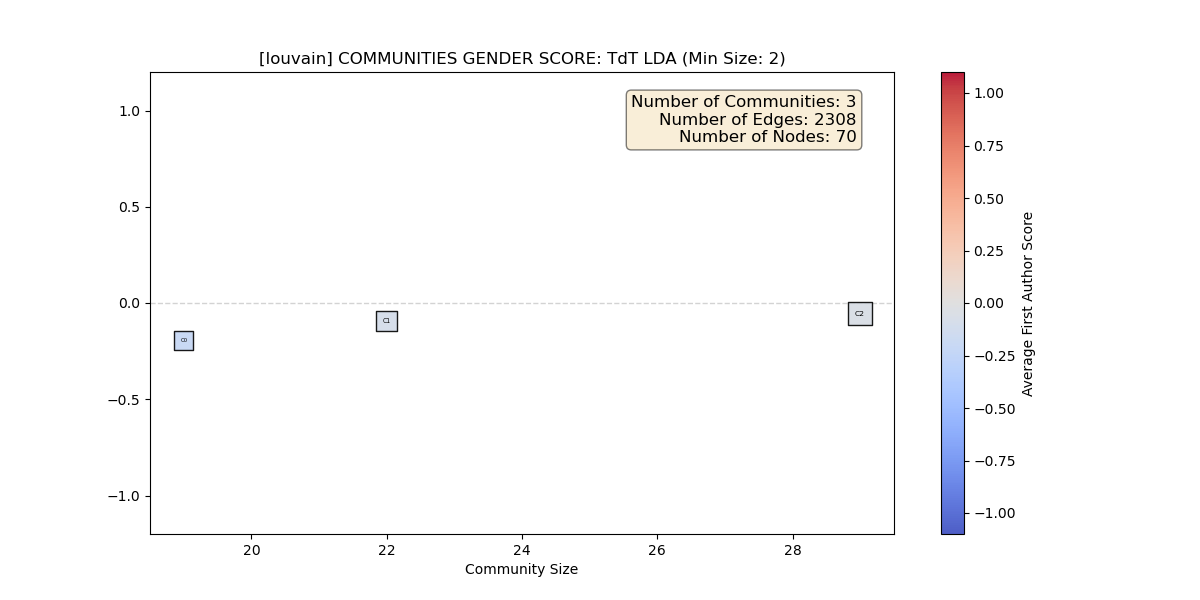 [louvain] COMMUNITIES GENDER SCORE: TdT LDA (Min Size: 2)
Number of Communities: 3
Number of Edges: 2308
Number of Nodes: 70
1.0
0.5
0.0
−0.5
−1.0
C0
C1
C2
20
22
24
26
28
Community Size
1.00
0.75
0.50
0.25
0.00
−0.25
−0.50
−0.75
−1.00
Average First Author Score